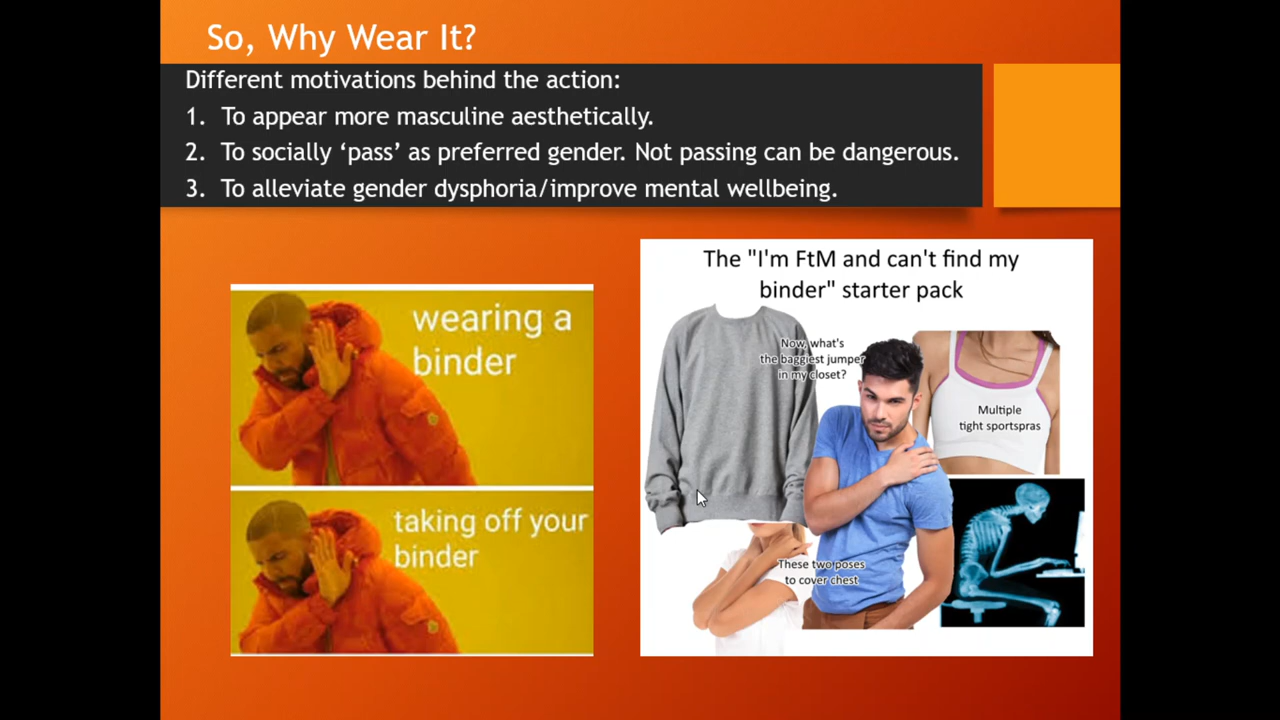 So, Why Wear It?
Different motivations behind the action:
1. To appear more masculine aesthetically.
2. To socially ‘pass’ as preferred gender. Not passing can be dangerous.
3. To alleviate gender dysphoria/improve mental wellbeing.
wearing a
binder
taking off your
binder
The "I'm FtM and can't find my
binder" starter pack
Now, what's
the baggiest jumper
in my closet?
Multiple
tight sportspras
These two poses
to cover chest